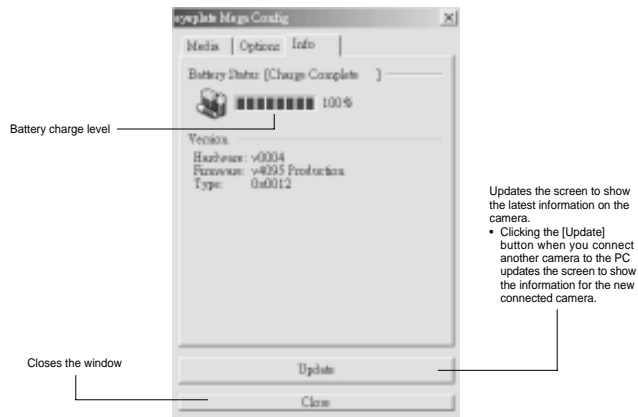 eyeplate Mega Config
Media Options Info
Battery Status [Charge Complete ]
100%
Battery charge level
Version
Hardware: v0004
Firmware: v4095 Production
Type: 0x0012
Updates the screen to show
the latest information on the
camera.
• Clicking the [Update]
button when you connect
another camera to the PC
updates the screen to show
the information for the new
connected camera.
Closes the window
Update
Close